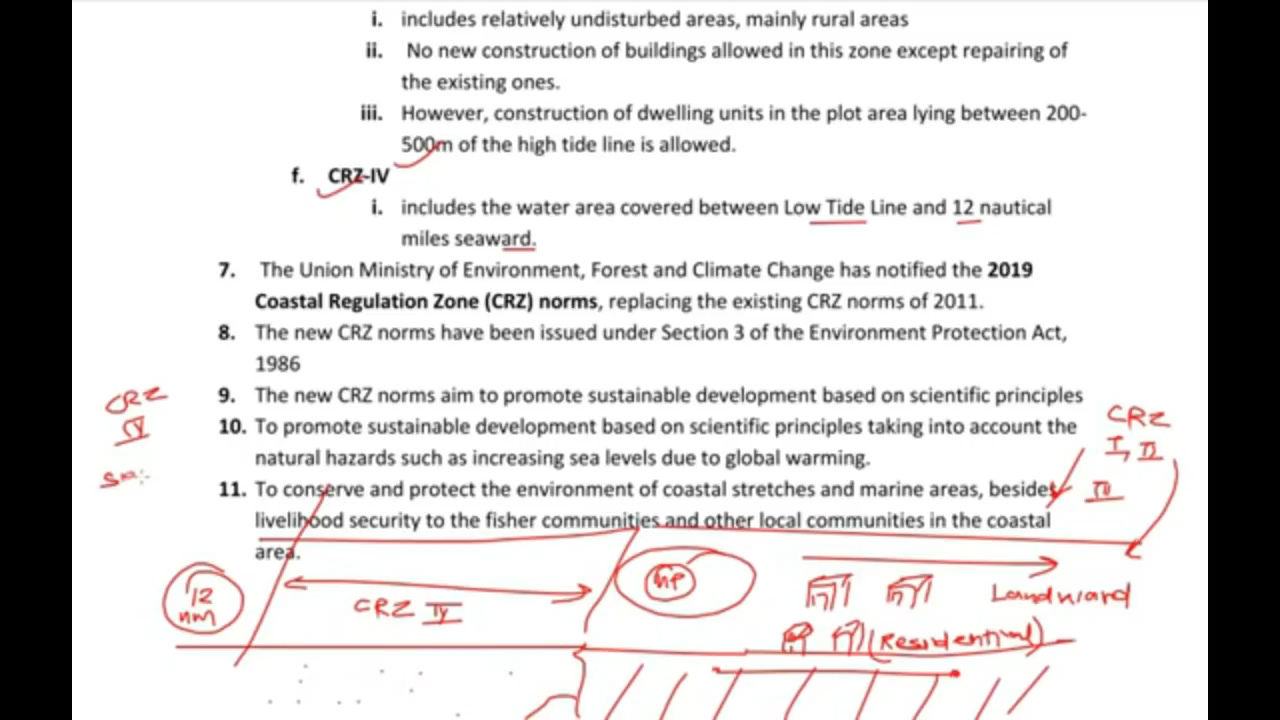 i. includes relatively undisturbed areas, mainly rural areas
ii. No new construction of buildings allowed in this zone except repairing of
the existing ones.
iii. However, construction of dwelling units in the plot area lying between 200-
500m of the high tide line is allowed.
f. CRZ-IV
i. includes the water area covered between Low Tide Line and 12 nautical
miles seaward.
7. The Union Ministry of Environment, Forest and Climate Change has notified the 2019
Coastal Regulation Zone (CRZ) norms, replacing the existing CRZ norms of 2011.
8. The new CRZ norms have been issued under Section 3 of the Environment Protection Act,
1986
9. The new CRZ norms aim to promote sustainable development based on scientific principles
10. To promote sustainable development based on scientific principles taking into account the
natural hazards such as increasing sea levels due to global warming.
11. To conserve and protect the environment of coastal stretches and marine areas, besides
livelihood security to the fisher communities and other local communities in the coastal
area.
CRZ
IV
CRZ
I, II
12
nm
CRZ IV
Landward
(Residential)